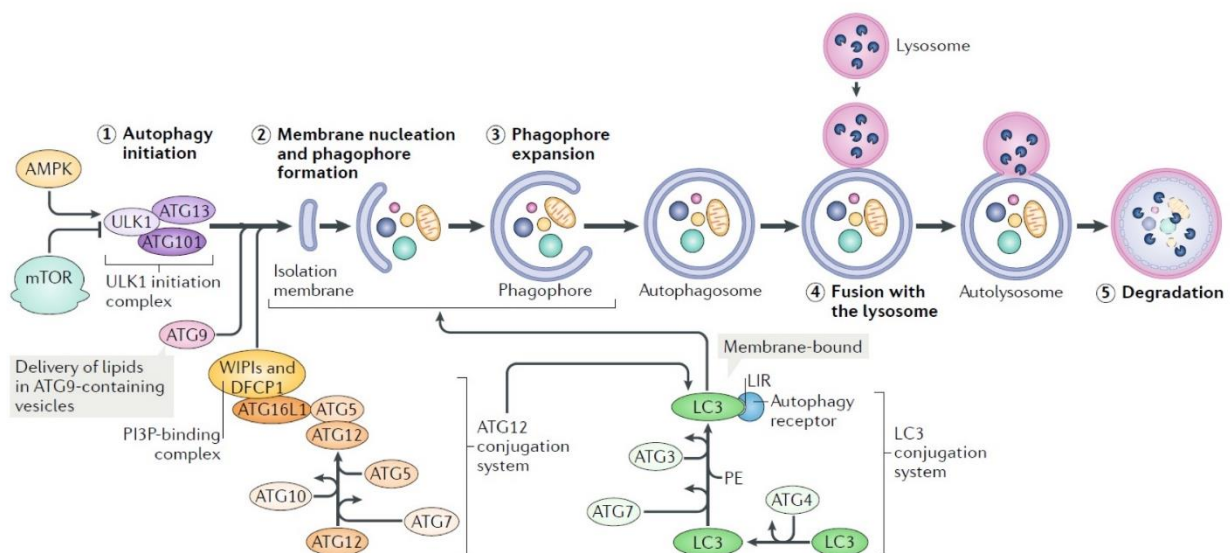 Lysosome
① Autophagy
initiation
② Membrane nucleation
and phagophore
formation
③ Phagophore
expansion
AMPK
ULK1
ATG13
ATG101
mTOR
ULK1 initiation
complex
Isolation
membrane
Phagophore
Autophagosome
④ Fusion with
the lysosome
Autolysosome
⑤ Degradation
ATG9
Delivery of lipids
in ATG9-containing
vesicles
WIPIs and
DFCP1
ATG16L1
ATG5
ATG12
PI3P-binding
complex
ATG5
ATG10
ATG7
ATG12
ATG12
conjugation
system
Membrane-bound
LC3
LIR
Autophagy
receptor
ATG3
PE
ATG7
ATG4
LC3
LC3
LC3
conjugation
system